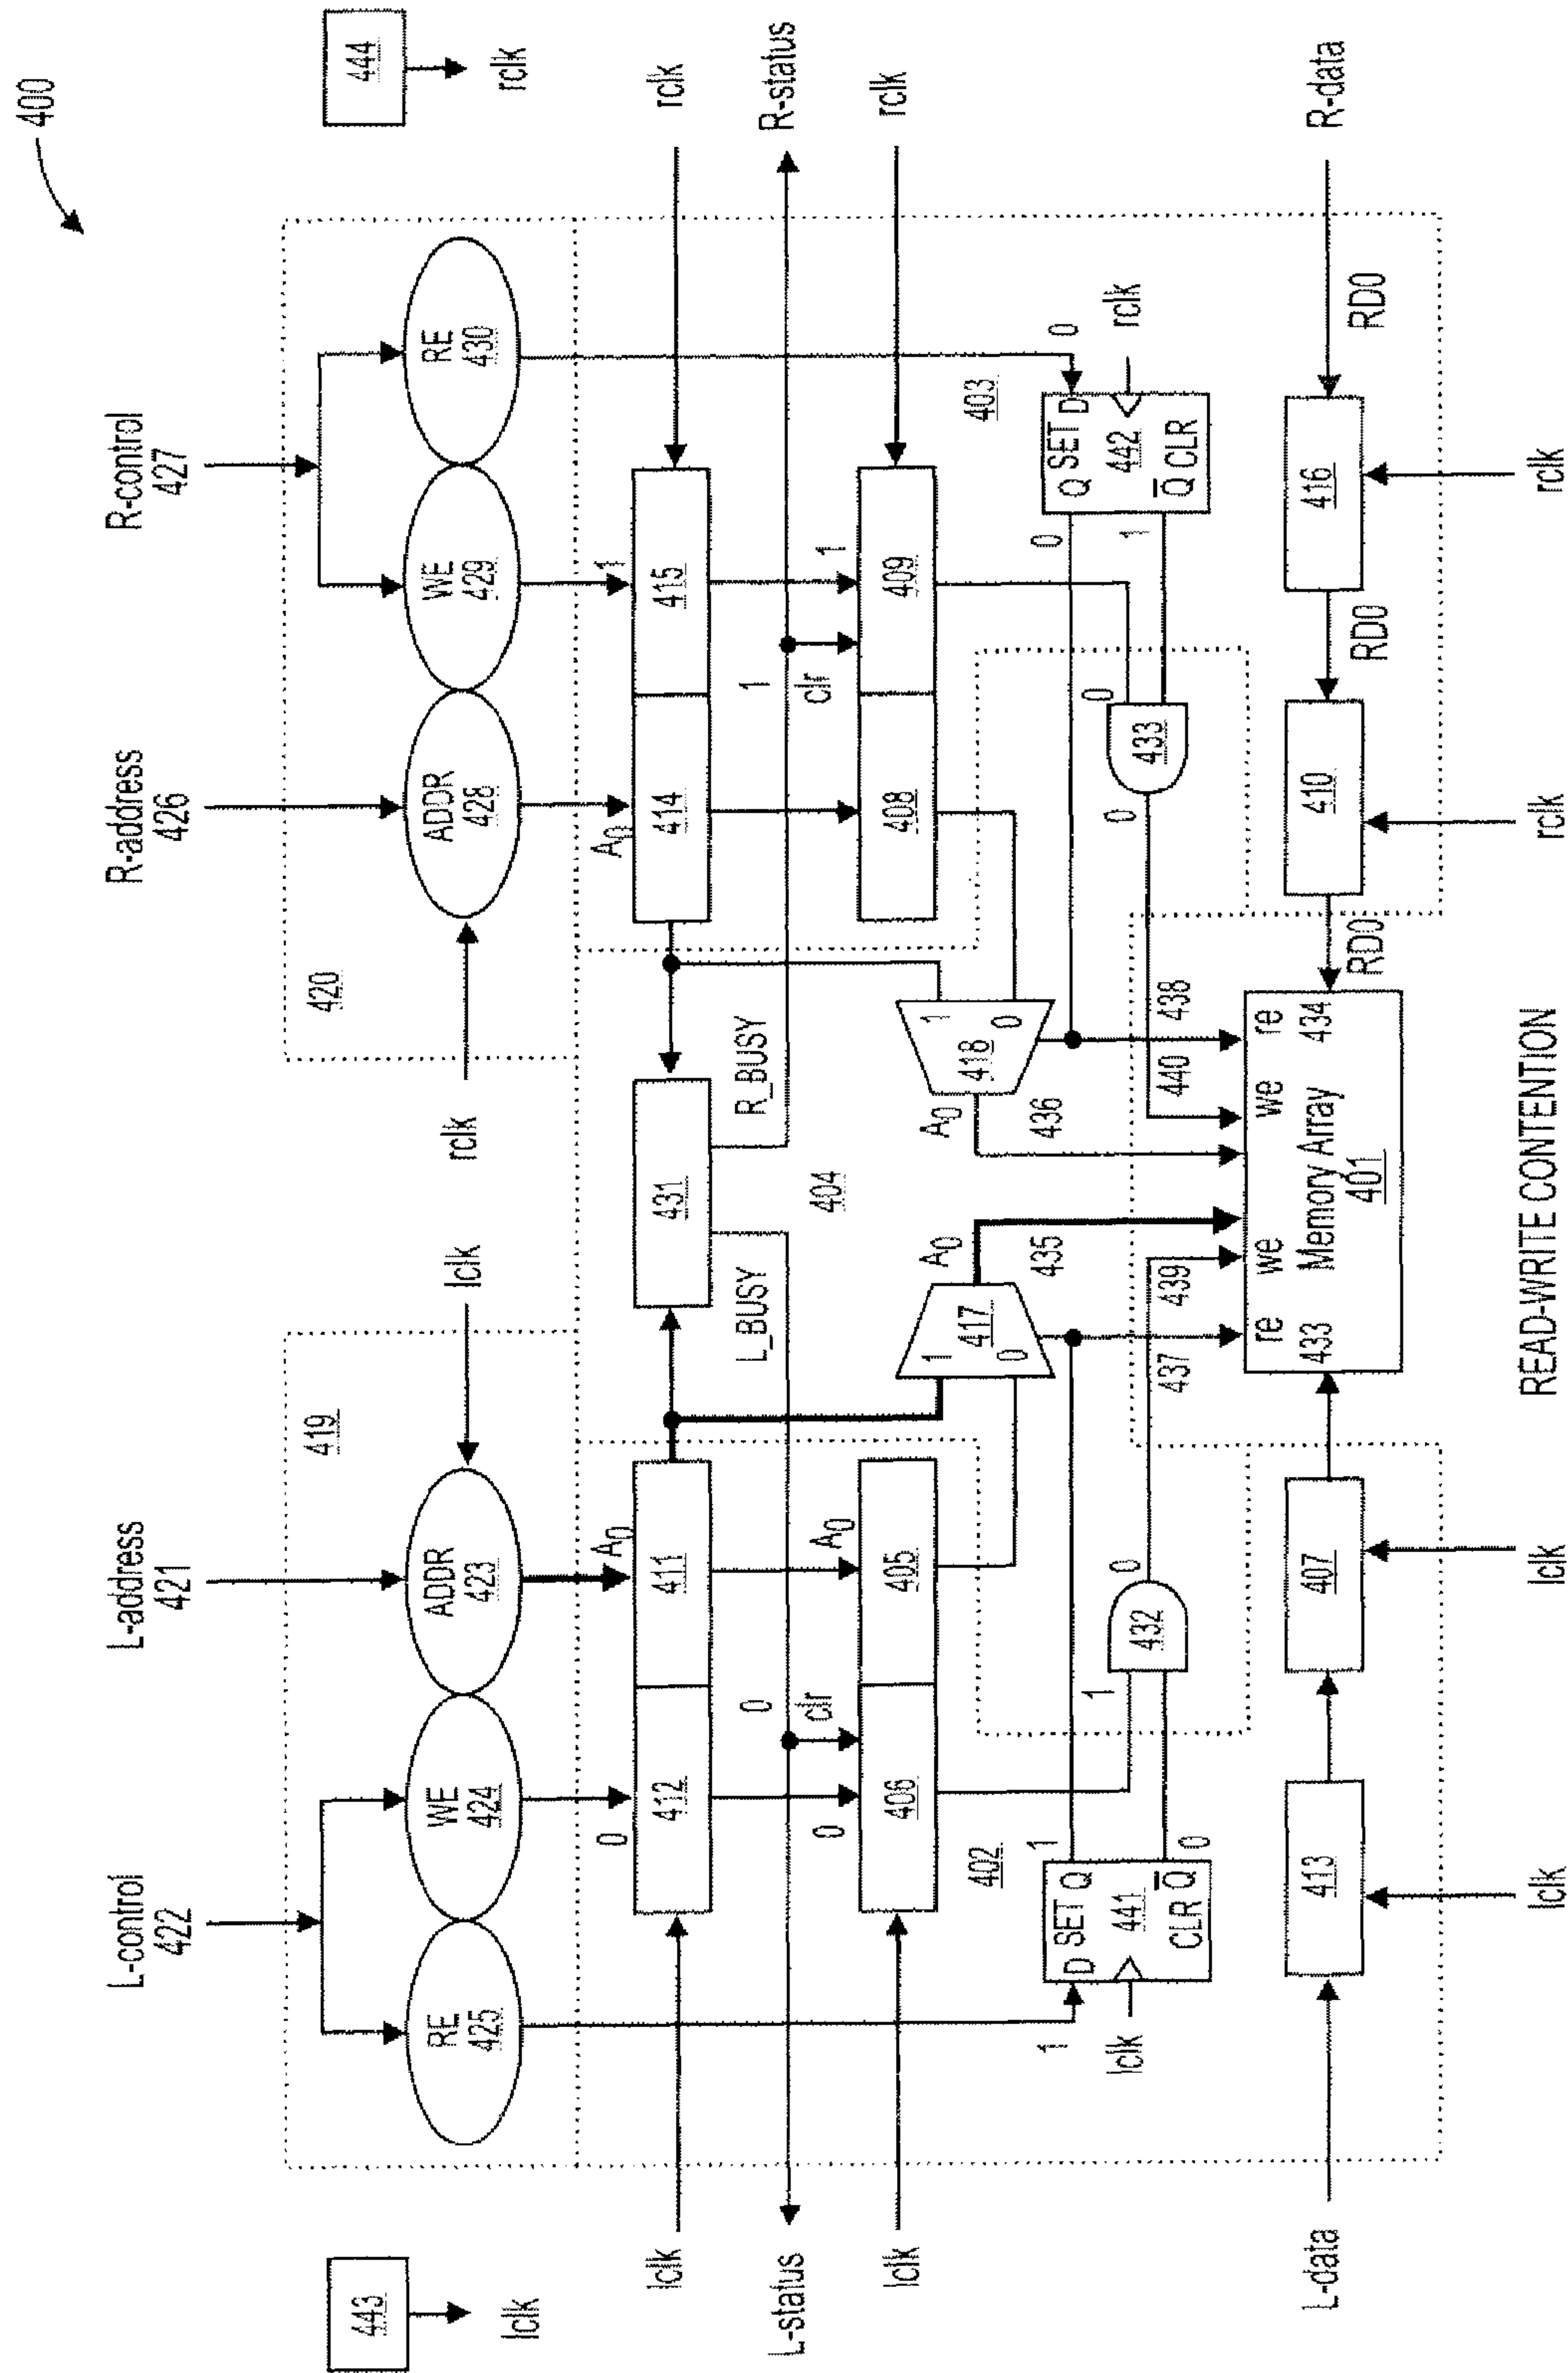 400
L-control
422
L-address
421
R-address
426
R-control
427
443
lclk
444
rclk
419
420
RE
425
WE
424
ADDR
423
lclk
rclk
ADDR
428
WE
429
RE
430
0
A0
A0
1
lclk
412
411
431
414
415
rclk
0
L_BUSY
R_BUSY
1
L-status
R-status
0
clr
A0
404
clr
1
lclk
406
405
417
1
0
418
1
0
408
409
rclk
402
403
A0
A0
435
436
1
D
SET
Q
1
441
CLR
Q
0
lclk
0
Q
SET
D
0
442
1
Q
CLR
rclk
1
432
0
0
433
0
437
439
440
438
re
we
we
re
433
Memory Array
401
434
L-data
413
407
RD0
410
RD0
416
RD0
R-data
lclk
lclk
rclk
rclk
READ-WRITE CONTENTION